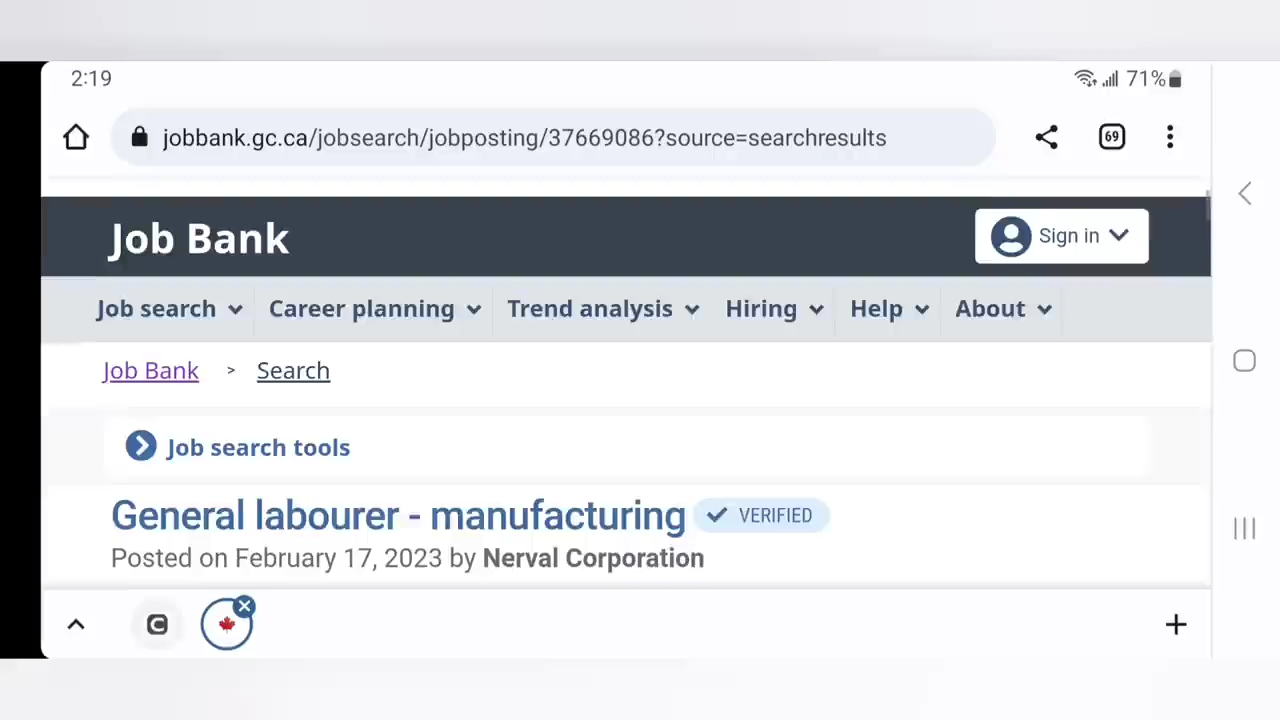 2:19 71%
jobbank.gc.ca/jobsearch/jobposting/37669086?source=searchresults 69
Job Bank Sign in
Job search Career planning Trend analysis Hiring Help About
Job Bank > Search
Job search tools
General labourer - manufacturing VERIFIED
Posted on February 17, 2023 by Nerval Corporation
C